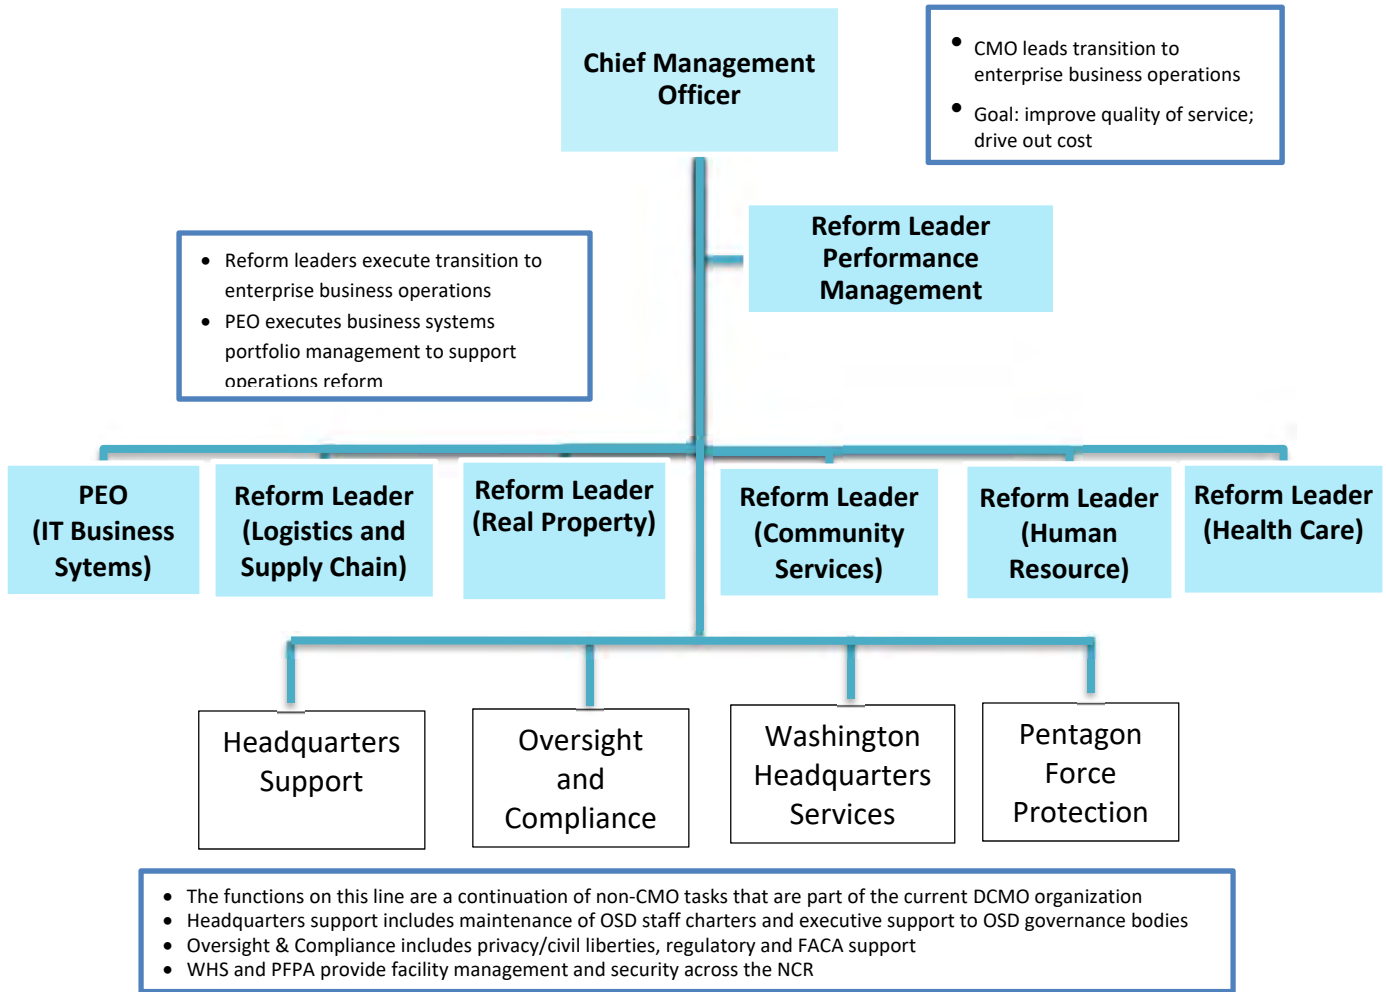 Chief Management
Officer
• CMO leads transition to
enterprise business operations
• Goal: improve quality of service;
drive out cost
Reform Leader
Performance
Management
• Reform leaders execute transition to
enterprise business operations
• PEO executes business systems
portfolio management to support
operations reform
PEO
(IT Business
Sytems)
Reform Leader
(Logistics and
Supply Chain)
Reform Leader
(Real Property)
Reform Leader
(Community
Services)
Reform Leader
(Human
Resource)
Reform Leader
(Health Care)
Headquarters
Support
Oversight
and
Compliance
Washington
Headquarters
Services
Pentagon
Force
Protection
• The functions on this line are a continuation of non-CMO tasks that are part of the current DCMO organization
• Headquarters support includes maintenance of OSD staff charters and executive support to OSD governance bodies
• Oversight & Compliance includes privacy/civil liberties, regulatory and FACA support
• WHS and PFPA provide facility management and security across the NCR